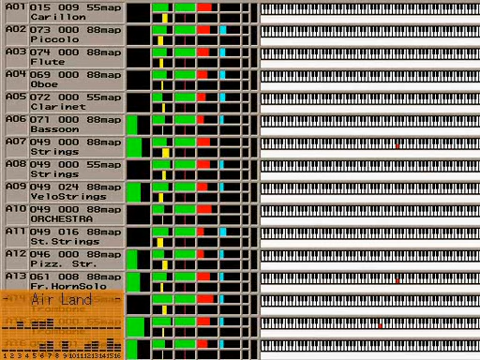 A01 015 009 55map
Carillon
A02 073 000 88map
Piccolo
A03 074 000 88map
Flute
A04 069 000 88map
Oboe
A05 072 000 55map
Clarinet
A06 071 000 88map
Bassoon
A07 049 000 88map
Strings
A08 049 000 55map
Strings
A09 049 024 88map
VeloStrings
A10 049 000 88map
ORCHESTRA
A11 049 016 88map
St.Strings
A12 046 000 88map
Pizz. Str.
A13 061 008 88map
Fr.HornSolo
Air Land
1 2 3 4 5 6 7 8 9 10 11 12 13 14 15 16